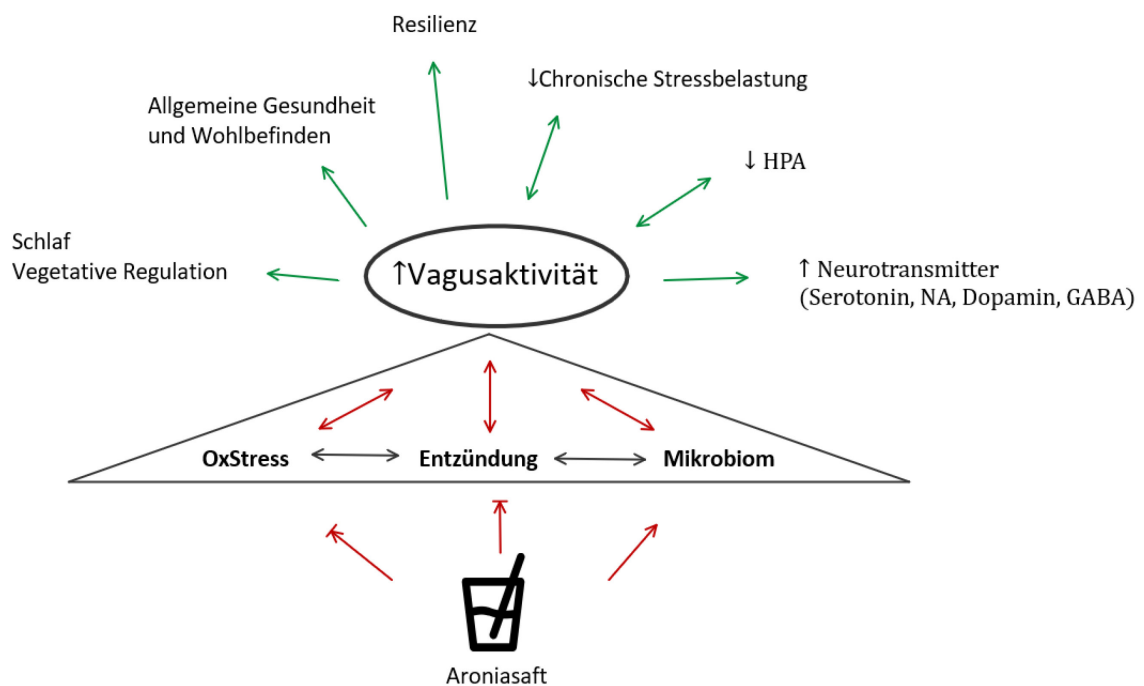 Resilienz
↓Chronische Stressbelastung
Allgemeine Gesundheit
und Wohlbefinden
↓ HPA
Schlaf
Vegetative Regulation
↑Vagusaktivität
↑ Neurotransmitter
(Serotonin, NA, Dopamin, GABA)
OxStress
Entzündung
Mikrobiom
Aroniasaft